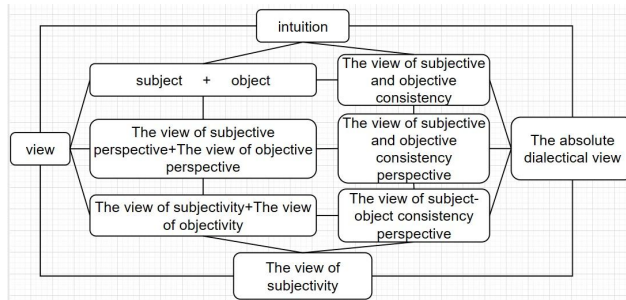 intuition
subject + object
The view of subjective
and objective
consistency
view
The view of subjective
perspective+The view of objective
perspective
The view of subjective
and objective
consistency
perspective
The absolute
dialectical view
The view of subjectivity+The view
of objectivity
The view of subject-
object consistency
perspective
The view of
subjectivity